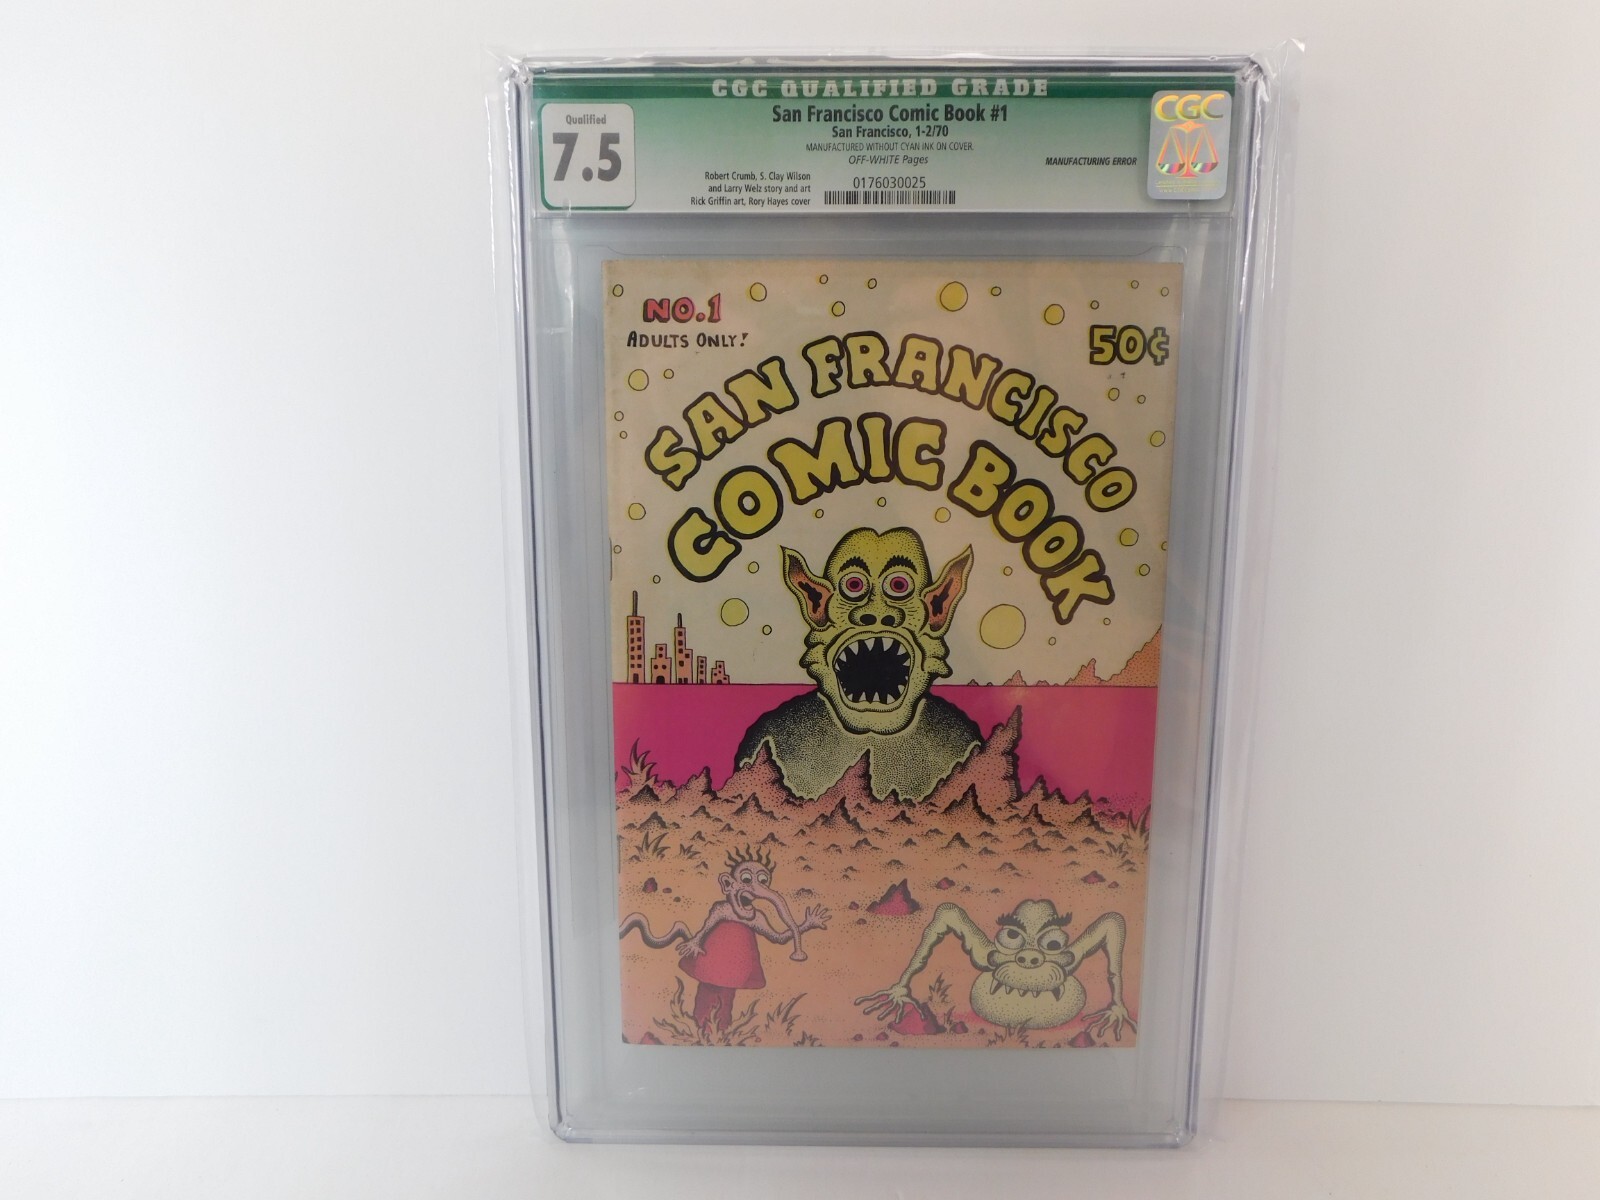 CGC QUALIFIED GRADE
Qualified
7.5
San Francisco Comic Book #1
San Francisco, 1-2/70
MANUFACTURED WITHOUT CYAN INK ON COVER.
OFF-WHITE Pages
MANUFACTURING ERROR
Robert Crumb, S. Clay Wilson
and Larry Welz story and art
Rick Griffin art, Rory Hayes cover
0176030025
CGC
NO.1
ADULTS ONLY!
50¢
SAN FRANCISCO
COMIC BOOK